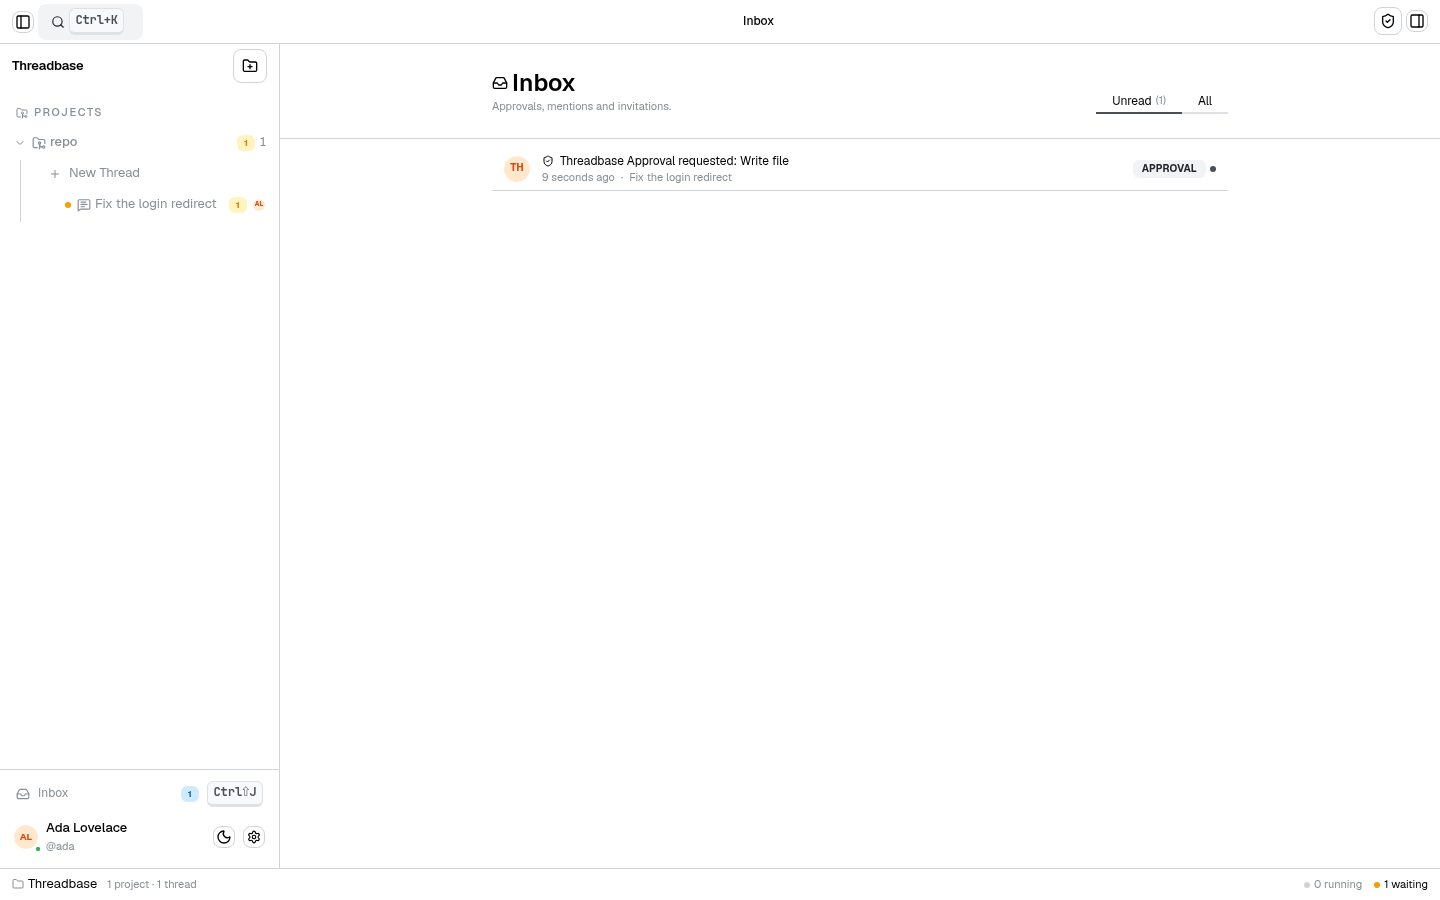 Ctrl+K
Inbox
Threadbase
PROJECTS
repo 1 1
New Thread
Fix the login redirect 1 AL
Inbox
Approvals, mentions and invitations.
Unread (1) All
TH Threadbase Approval requested: Write file
9 seconds ago · Fix the login redirect
APPROVAL
Inbox 1 Ctrl⇧J
AL Ada Lovelace
@ada
Threadbase 1 project · 1 thread
0 running 1 waiting